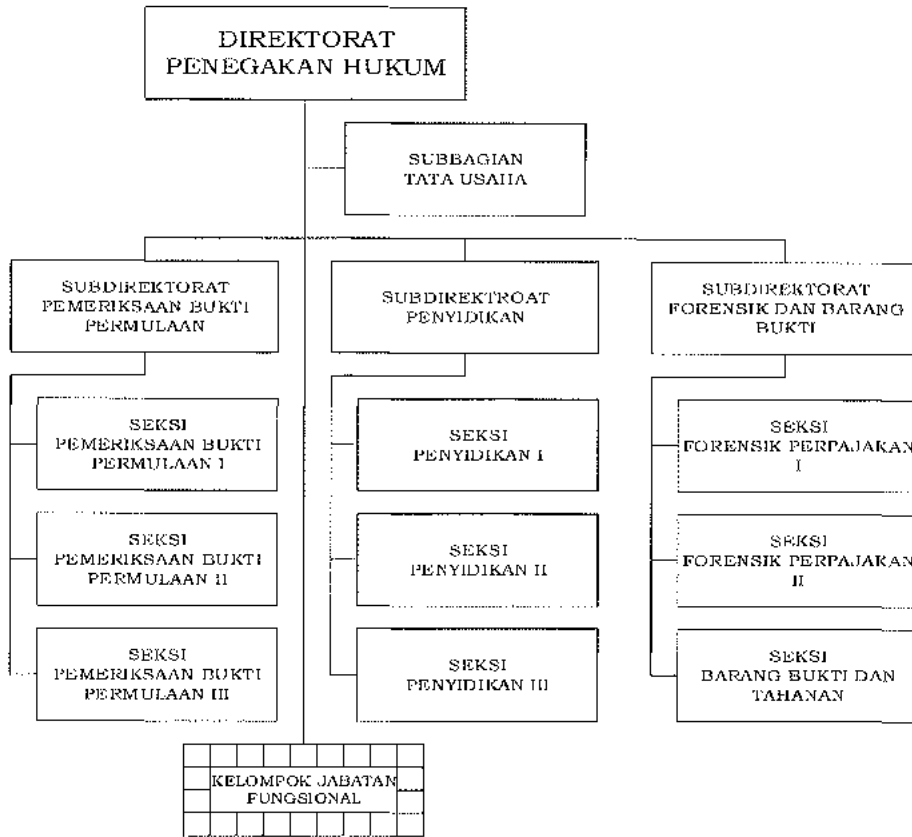 DIREKTORAT
PENEGAKAN HUKUM
SUBBAGIAN
TATA USAHA
SUBDIREKTORAT
PEMERIKSAAN BUKTI
PERMULAAN
SUBDIREKTROAT
PENYIDIKAN
SUBDIREKTORAT
FORENSIK DAN BARANG
BUKTI
SEKSI
PEMERIKSAAN BUKTI
PERMULAAN I
SEKSI
PENYIDIKAN I
SEKSI
FORENSIK PERPAJAKAN
I
SEKSI
PEMERIKSAAN BUKTI
PERMULAAN II
SEKSI
PENYIDIKAN II
SEKSI
FORENSIK PERPAJAKAN
II
SEKSI
PEMERIKSAAN BUKTI
PERMULAAN III
SEKSI
PENYIDIKAN III
SEKSI
BARANG BUKTI DAN
TAHANAN
KELOMPOK JABATAN
FUNGSIONAL